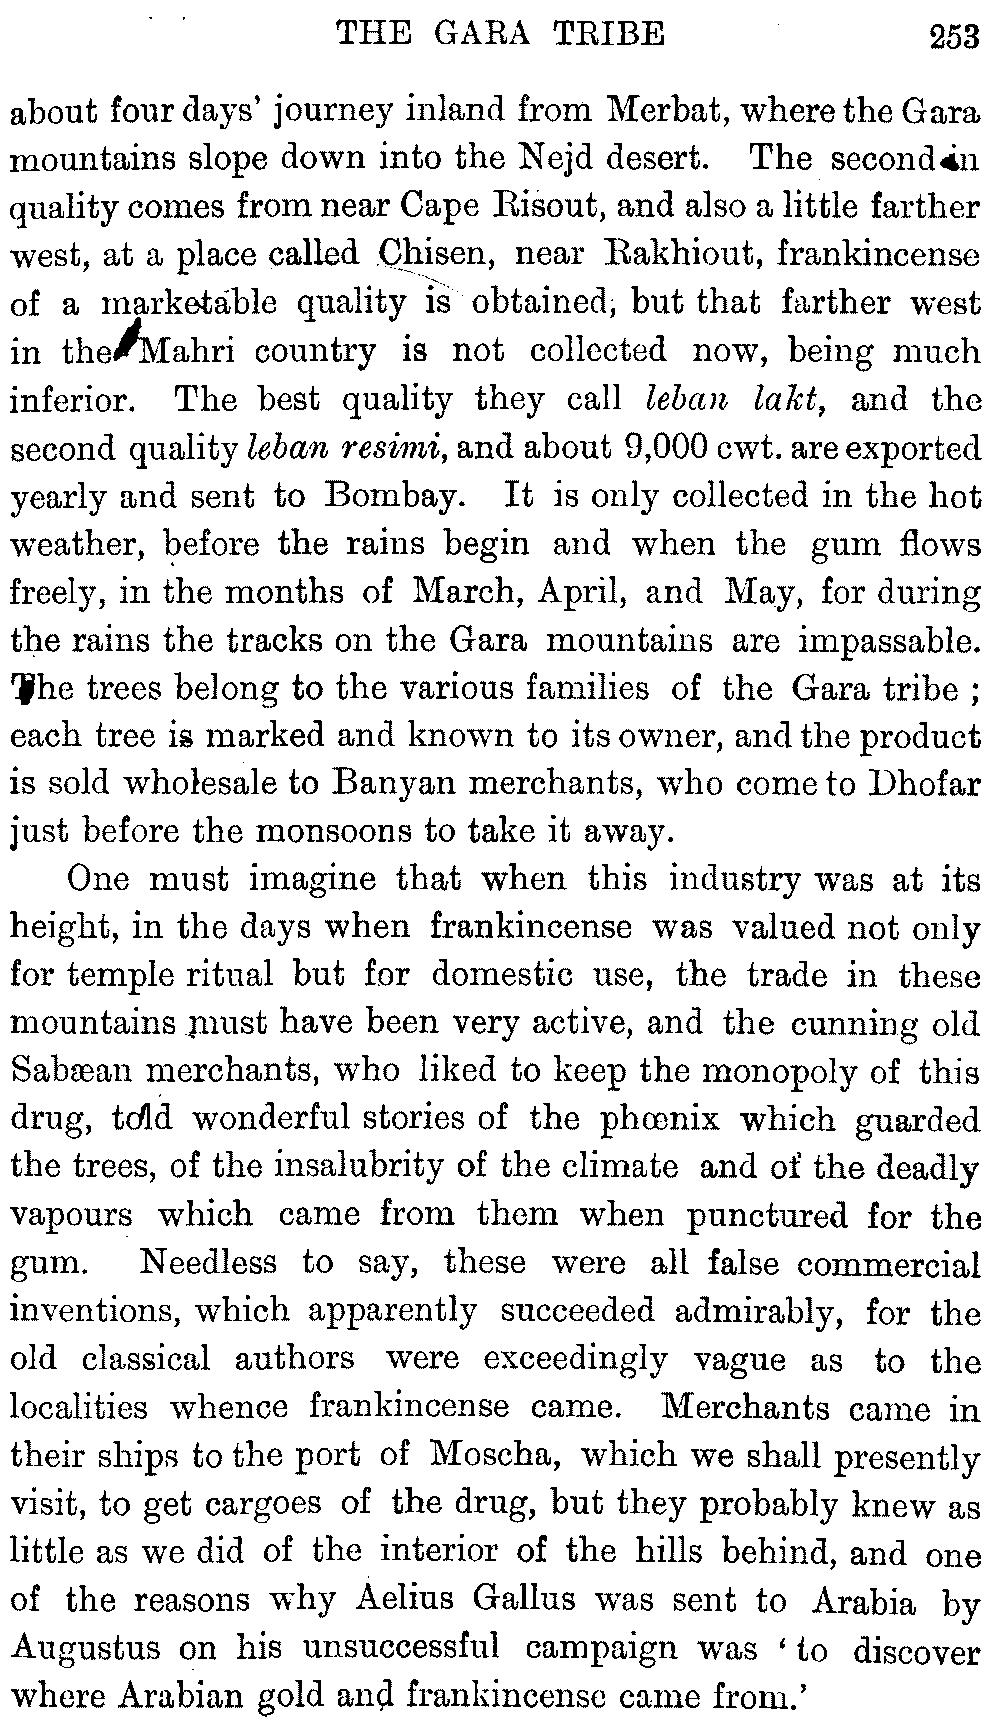 THE GARA TRIBE 253
about four days' journey inland from Merbat, where the Gara
mountains slope down into the Nejd desert. The second in
quality comes from near Cape Risout, and also a little farther
west, at a place called Chisen, near Rakhiout, frankincense
of a marketable quality is obtained, but that farther west
in the Mahri country is not collected now, being much
inferior. The best quality they call leban lakt, and the
second quality leban resimi, and about 9,000 cwt. are exported
yearly and sent to Bombay. It is only collected in the hot
weather, before the rains begin and when the gum flows
freely, in the months of March, April, and May, for during
the rains the tracks on the Gara mountains are impassable.
The trees belong to the various families of the Gara tribe ;
each tree is marked and known to its owner, and the product
is sold wholesale to Banyan merchants, who come to Dhofar
just before the monsoons to take it away.
One must imagine that when this industry was at its
height, in the days when frankincense was valued not only
for temple ritual but for domestic use, the trade in these
mountains must have been very active, and the cunning old
Sabæan merchants, who liked to keep the monopoly of this
drug, told wonderful stories of the phœnix which guarded
the trees, of the insalubrity of the climate and of the deadly
vapours which came from them when punctured for the
gum. Needless to say, these were all false commercial
inventions, which apparently succeeded admirably, for the
old classical authors were exceedingly vague as to the
localities whence frankincense came. Merchants came in
their ships to the port of Moscha, which we shall presently
visit, to get cargoes of the drug, but they probably knew as
little as we did of the interior of the hills behind, and one
of the reasons why Aelius Gallus was sent to Arabia by
Augustus on his unsuccessful campaign was ‘to discover
where Arabian gold and frankincense came from.’